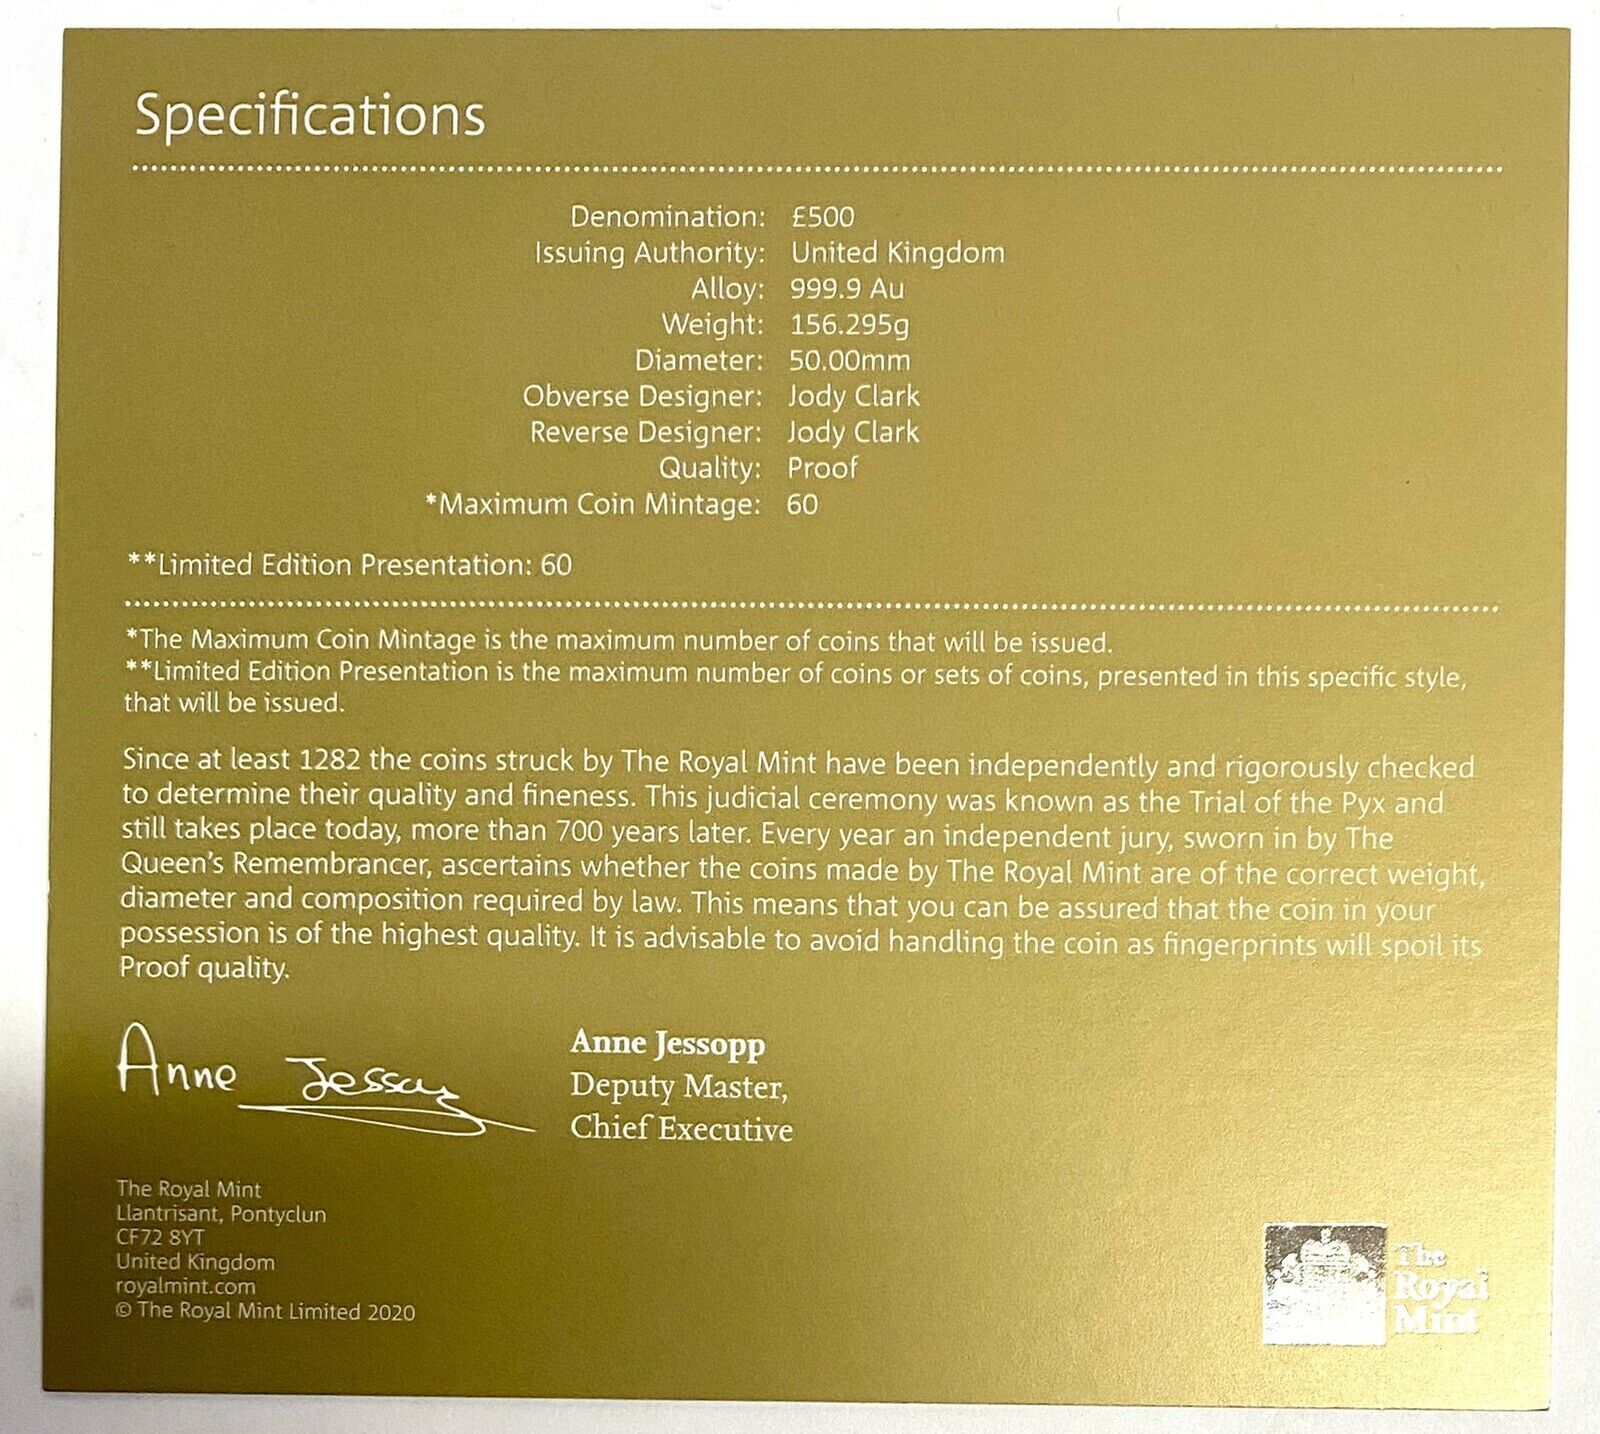 Specifications
Denomination: £500
Issuing Authority: United Kingdom
Alloy: 999.9 Au
Weight: 156.295g
Diameter: 50.00mm
Obverse Designer: Jody Clark
Reverse Designer: Jody Clark
Quality: Proof
*Maximum Coin Mintage: 60
**Limited Edition Presentation: 60
*The Maximum Coin Mintage is the maximum number of coins that will be issued.
**Limited Edition Presentation is the maximum number of coins or sets of coins, presented in this specific style,
that will be issued.
Since at least 1282 the coins struck by The Royal Mint have been independently and rigorously checked
to determine their quality and fineness. This judicial ceremony was known as the Trial of the Pyx and
still takes place today, more than 700 years later. Every year an independent jury, sworn in by The
Queen's Remembrancer, ascertains whether the coins made by The Royal Mint are of the correct weight,
diameter and composition required by law. This means that you can be assured that the coin in your
possession is of the highest quality. It is advisable to avoid handling the coin as fingerprints will spoil its
Proof quality.
Anne Jessopp
Anne Jessopp
Deputy Master,
Chief Executive
The Royal Mint
Llantrisant, Pontyclun
CF72 8YT
United Kingdom
royalmint.com
© The Royal Mint Limited 2020
The
Royal
Mint